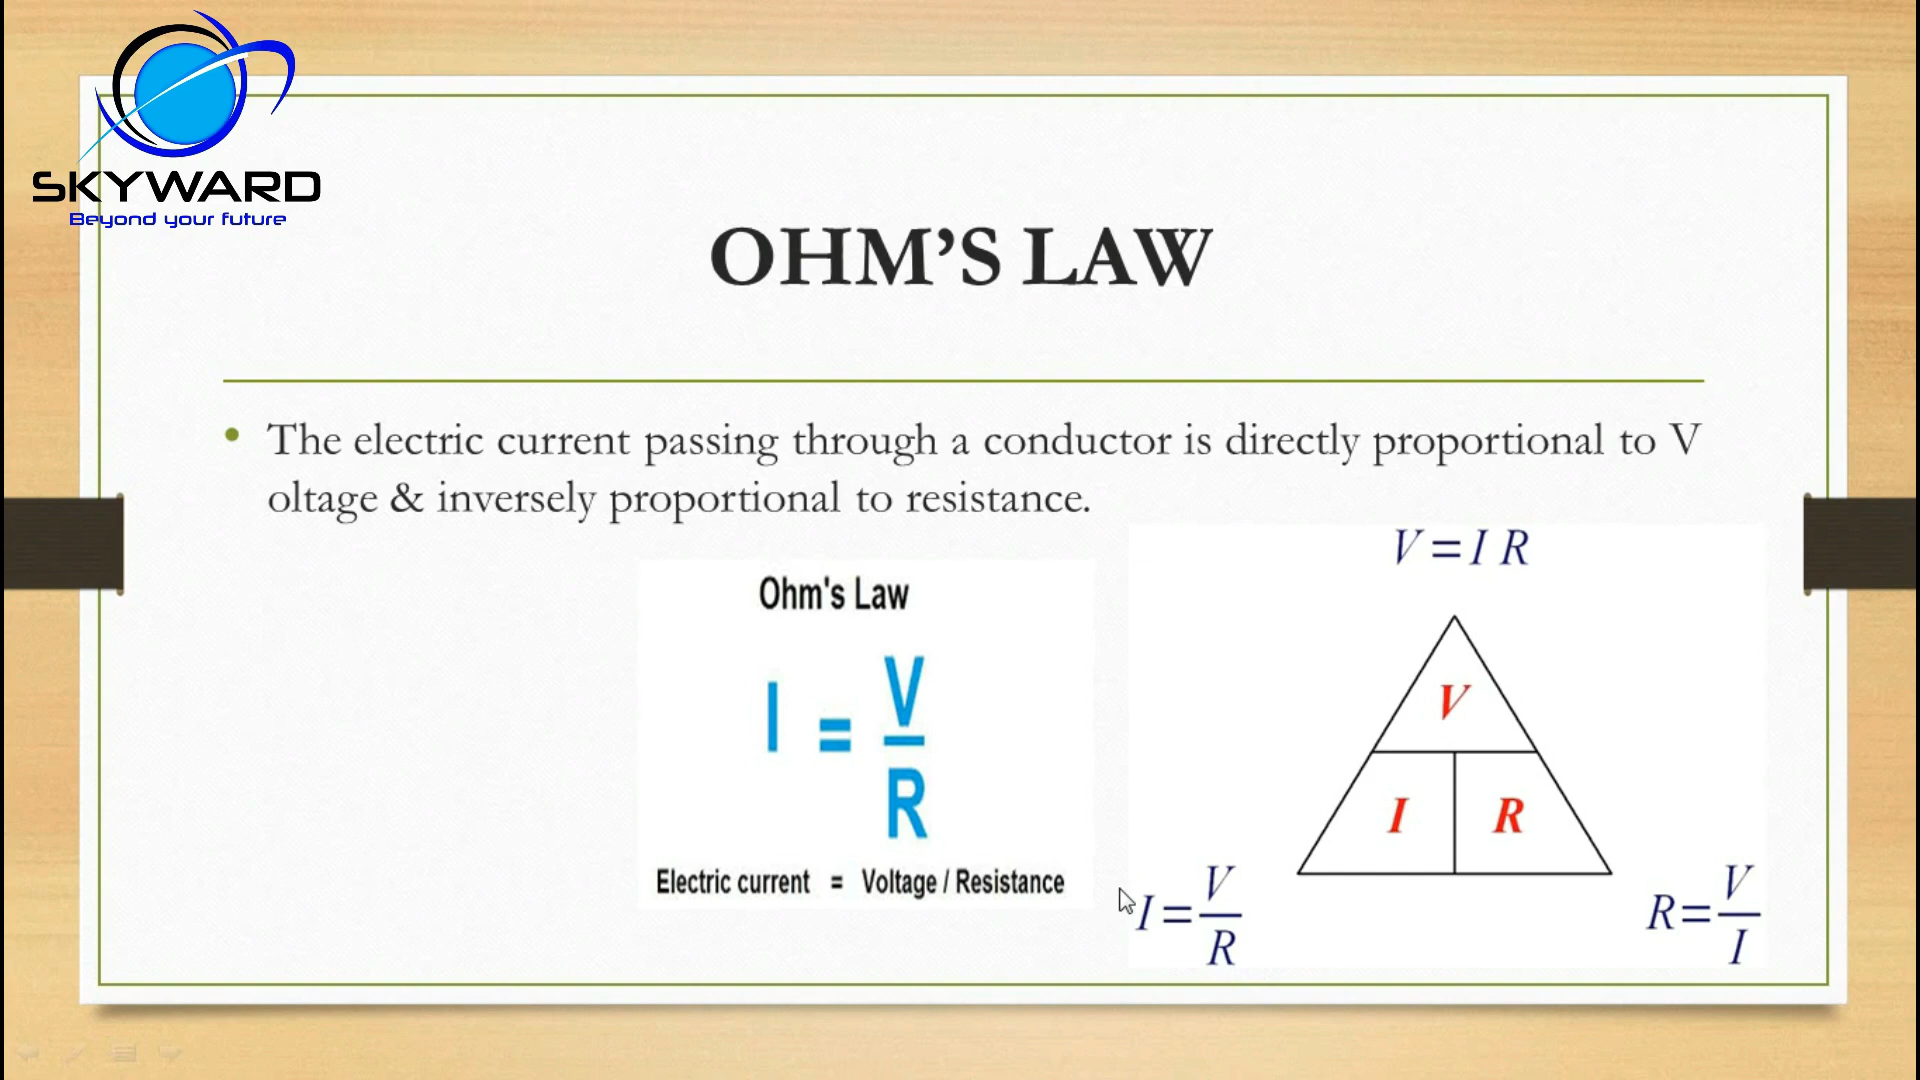 SKYWARD
Beyond your future
OHM’S LAW
• The electric current passing through a conductor is directly proportional to V
oltage & inversely proportional to resistance.
Ohm's Law
I = V
R
Electric current = Voltage / Resistance
V = I R
V
I R
I = V
R
R = V
I